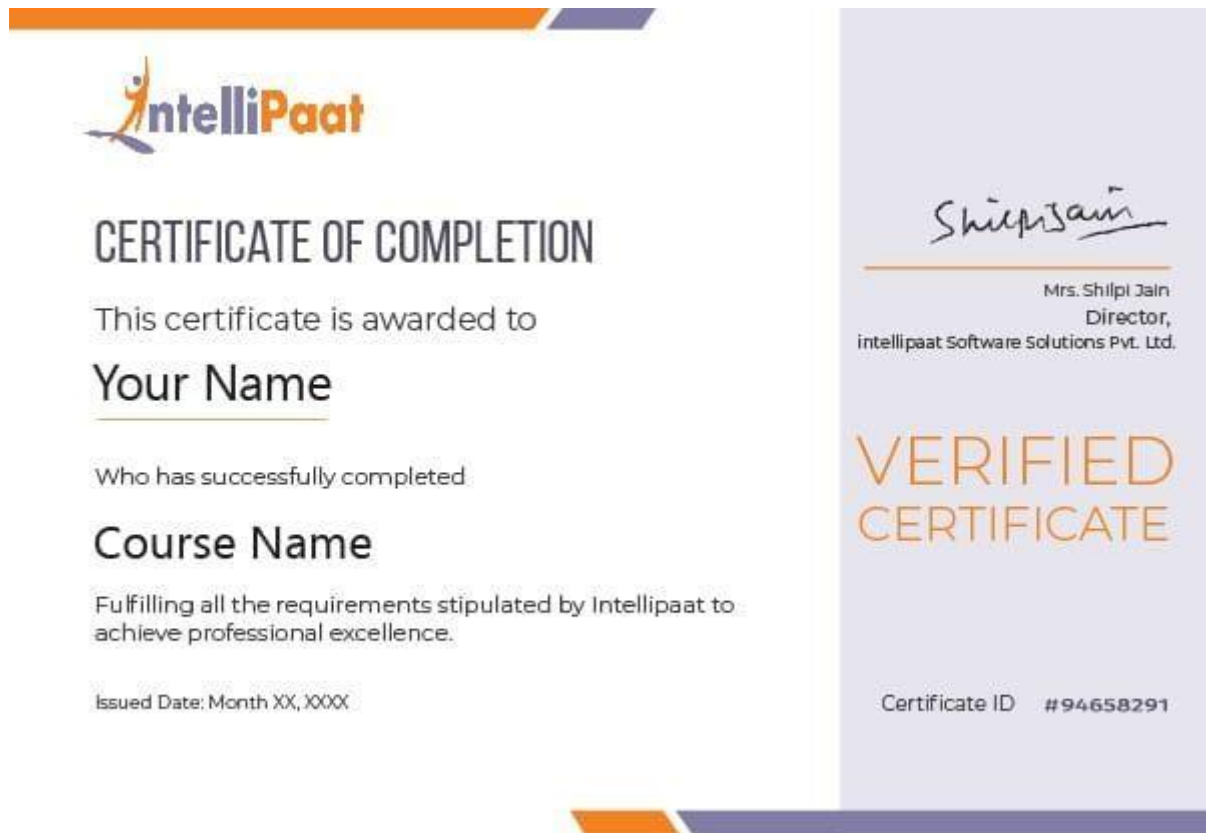 IntelliPaat
CERTIFICATE OF COMPLETION
This certificate is awarded to
Your Name
Who has successfully completed
Course Name
Fulfilling all the requirements stipulated by Intellipaat to
achieve professional excellence.
Issued Date: Month XX, XXXX
Shilpi Jain
Mrs. Shilpi Jain
Director,
intellipaat Software Solutions Pvt. Ltd.
VERIFIED
CERTIFICATE
Certificate ID #94658291